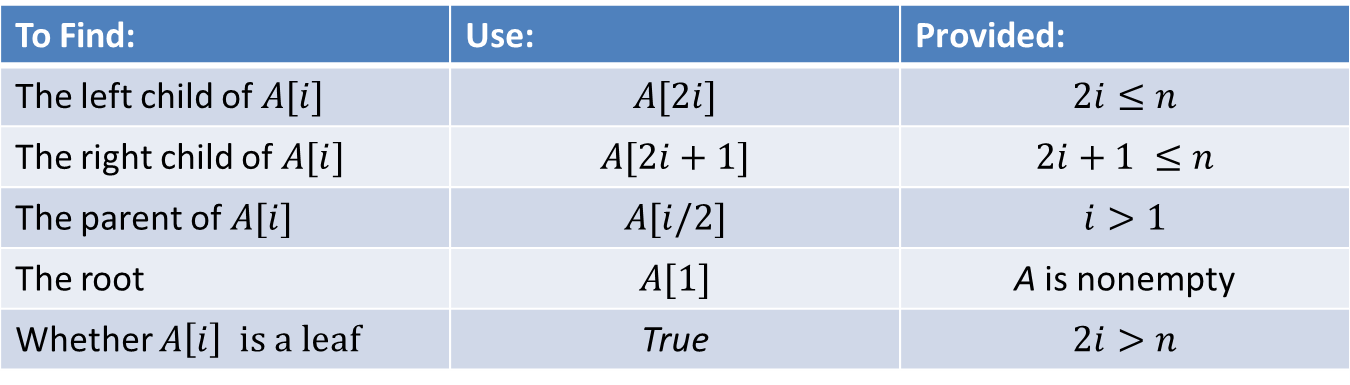 To Find: Use: Provided:
The left child of A[i] A[2i] 2i ≤ n
The right child of A[i] A[2i + 1] 2i + 1 ≤ n
The parent of A[i] A[i/2] i > 1
The root A[1] A is nonempty
Whether A[i] is a leaf True 2i > n